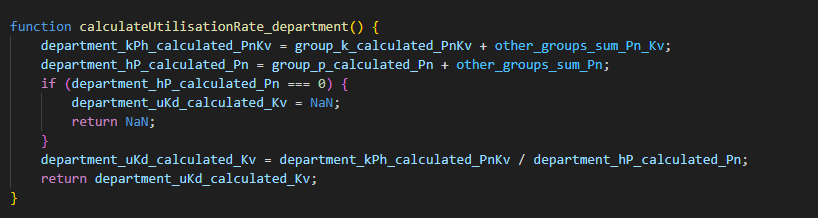 function calculateUtilisationRate_department() {
    department_kPh_calculated_PnKv = group_k_calculated_PnKv + other_groups_sum_Pn_Kv;
    department_hP_calculated_Pn = group_p_calculated_Pn + other_groups_sum_Pn;
    if (department_hP_calculated_Pn === 0) {
        department_uKd_calculated_Kv = NaN;
        return NaN;
    }
    department_uKd_calculated_Kv = department_kPh_calculated_PnKv / department_hP_calculated_Pn;
    return department_uKd_calculated_Kv;
}